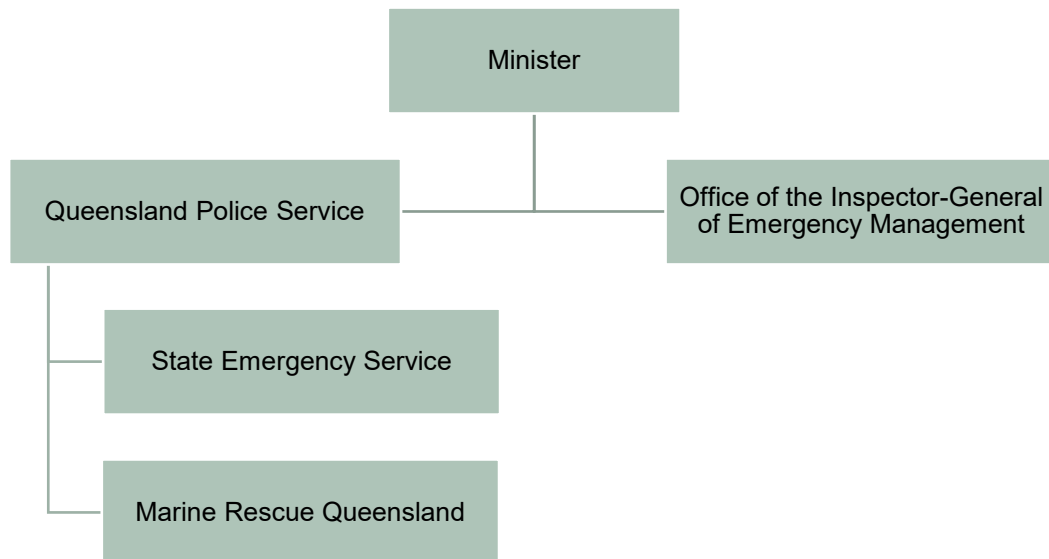 Minister
Queensland Police Service
Office of the Inspector-General
of Emergency Management
State Emergency Service
Marine Rescue Queensland